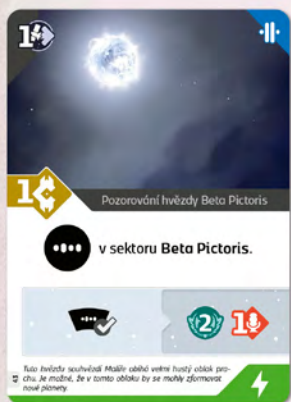 1
1
Pozorování hvězdy Beta Pictoris
v sektoru Beta Pictoris.
2 1
Tuto hvězdu souhvězdí Malíře obíhá velmi hustý oblak pra-
chu. Je možné, že v tomto oblaku by se mohly zformovat
nové planety.